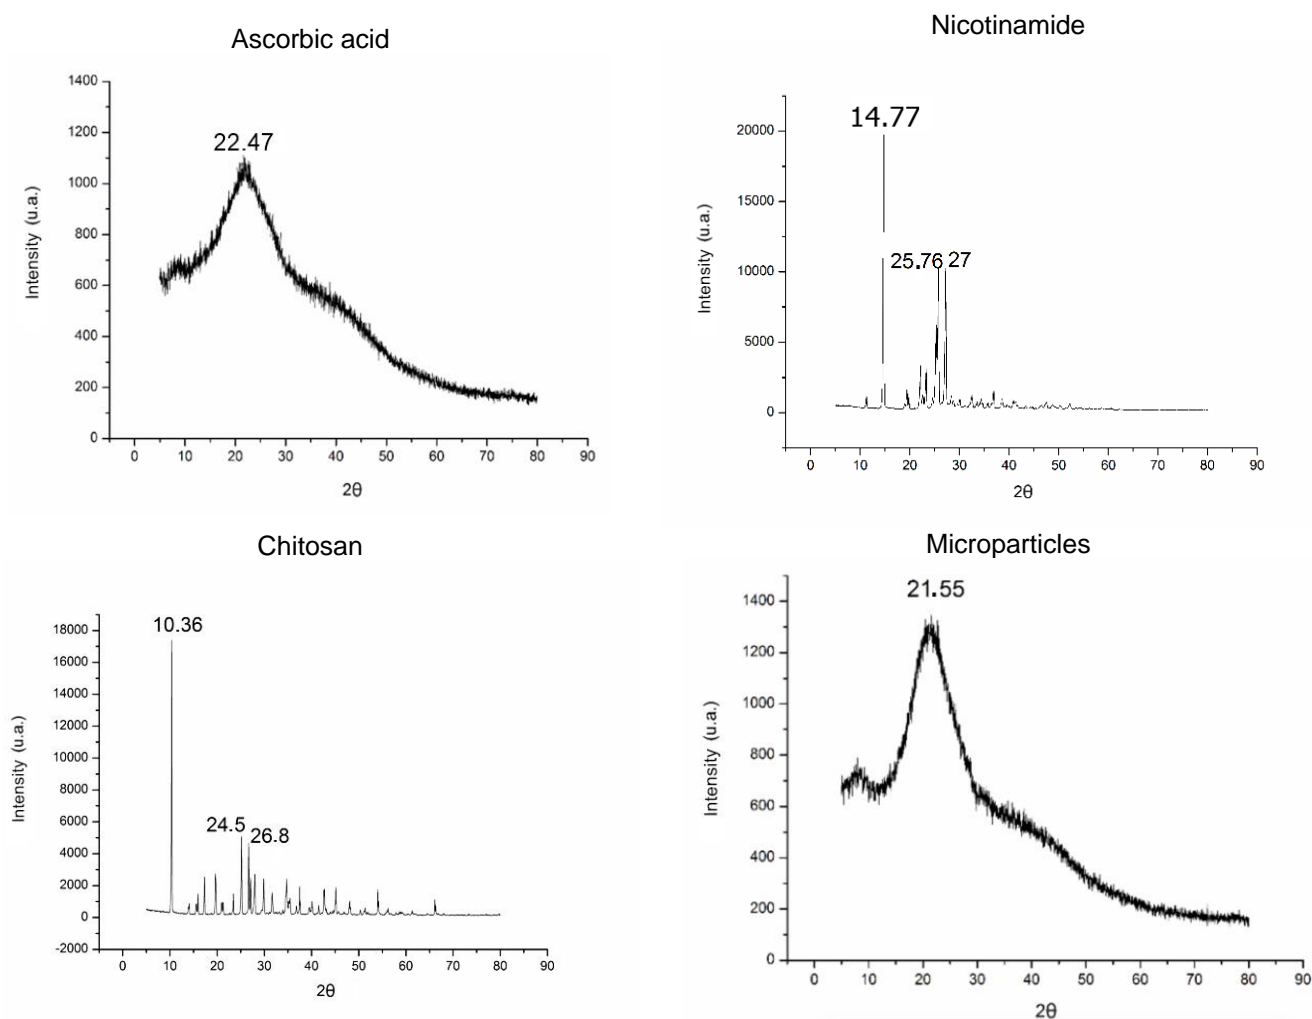 Ascorbic acid
22.47
Intensity (u.a.)
1400
1200
1000
800
600
400
200
0
0 10 20 30 40 50 60 70 80 90
2θ
Nicotinamide
14.77
25.76 27
Intensity (u.a.)
20000
15000
10000
5000
0
0 10 20 30 40 50 60 70 80 90
2θ
Chitosan
10.36
24.5
26.8
Intensity (u.a.)
18000
16000
14000
12000
10000
8000
6000
4000
2000
0
-2000
0 10 20 30 40 50 60 70 80 90
2θ
Microparticles
21.55
Intensity (u.a.)
1400
1200
1000
800
600
400
200
0
0 10 20 30 40 50 60 70 80 90
2θ